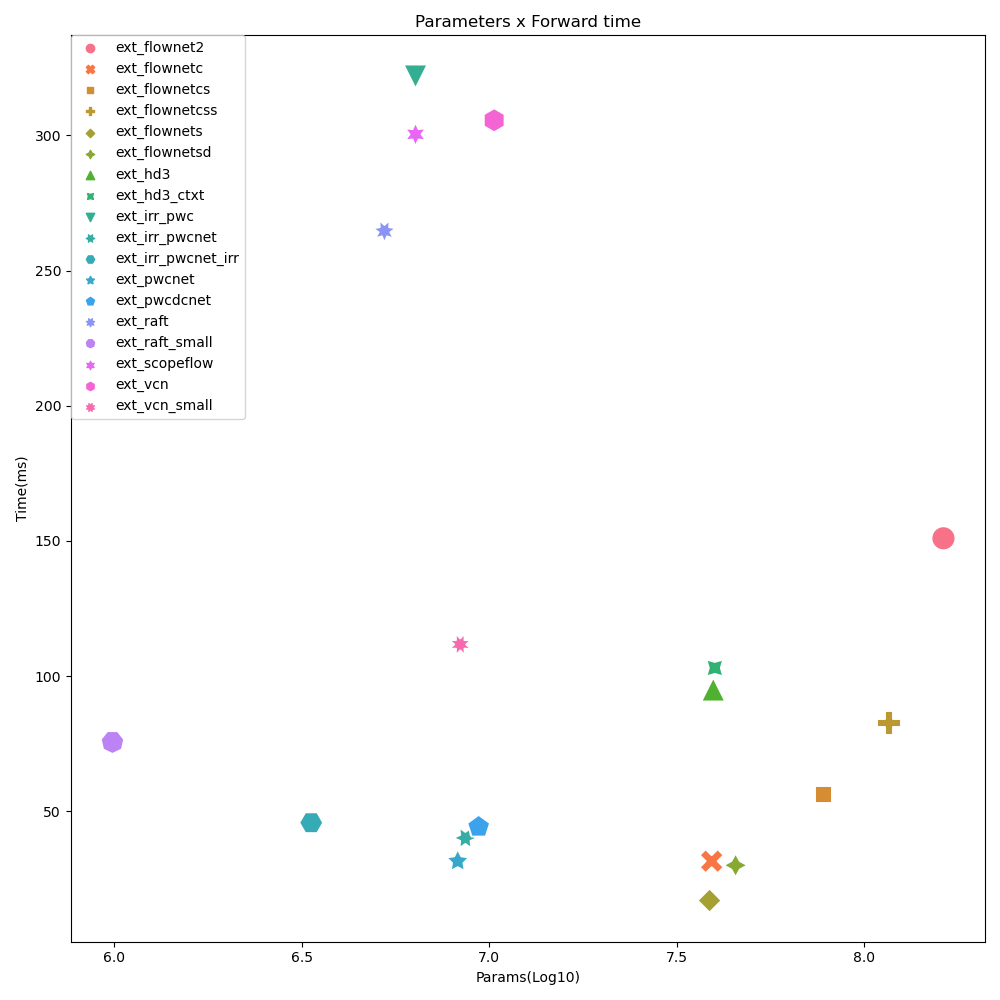 Parameters x Forward time
ext_flownet2
ext_flownetc
ext_flownetcs
ext_flownetcss
ext_flownets
ext_flownetsd
ext_hd3
ext_hd3_ctxt
ext_irr_pwc
ext_irr_pwcnet
ext_irr_pwcnet_irr
ext_pwcnet
ext_pwcdcnet
ext_raft
ext_raft_small
ext_scopeflow
ext_vcn
ext_vcn_small
300
250
200
150
100
50
Time(ms)
6.0 6.5 7.0 7.5 8.0
Params(Log10)